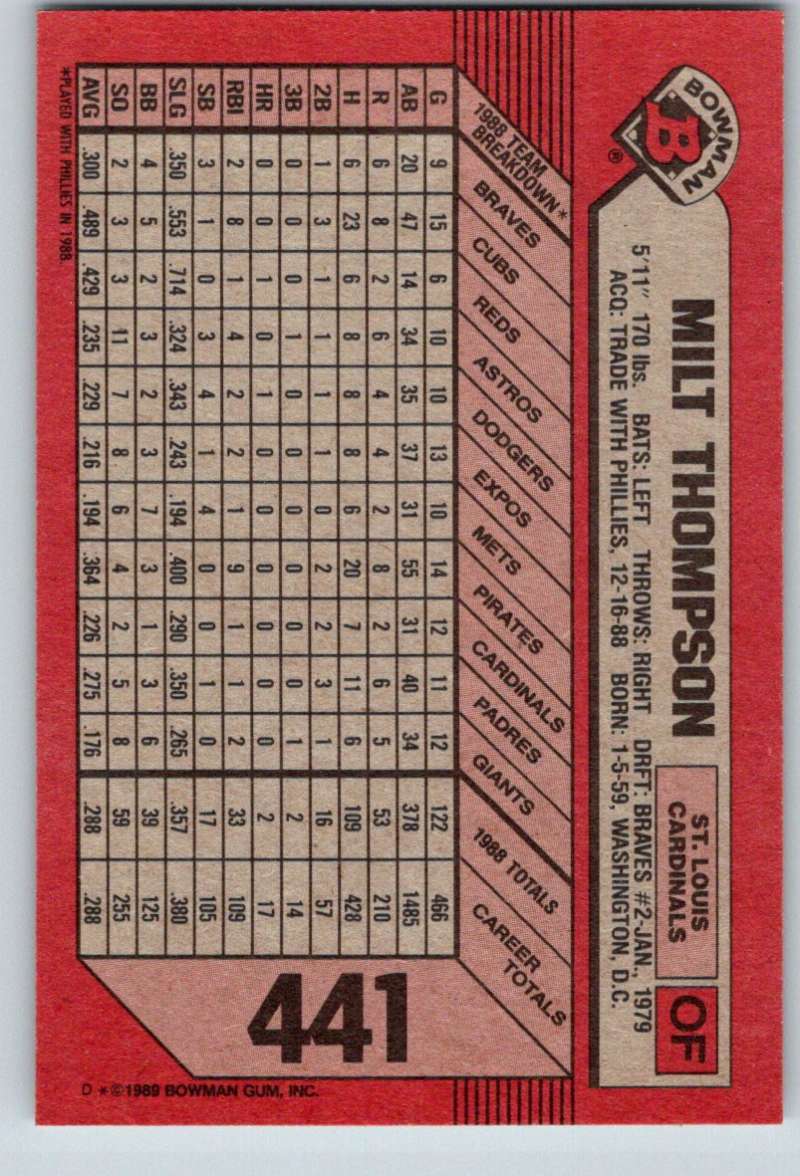 BOWMAN
B
®
MILT THOMPSON
ST. LOUIS
CARDINALS
OF
5'11" 170 lbs. BATS: LEFT THROWS: RIGHT DRFT: BRAVES #2-JAN., 1979
ACQ: TRADE WITH PHILLIES, 12-16-88 BORN: 1-5-59, WASHINGTON, D.C.
1988 TEAM
BREAKDOWN*
BRAVES CUBS REDS ASTROS DODGERS EXPOS METS PIRATES CARDINALS PADRES GIANTS 1988 TOTALS CAREER TOTALS
G 9 15 6 10 10 13 10 14 12 11 12 122 466
AB 20 47 14 34 35 37 31 55 31 40 34 378 1485
R 6 8 2 6 4 4 2 8 2 6 5 53 210
H 6 23 6 8 8 8 6 20 7 11 6 109 428
2B 1 3 1 1 1 1 0 2 2 3 1 16 57
3B 0 0 0 1 0 0 0 0 0 0 1 2 14
HR 0 0 1 0 1 0 0 0 0 0 0 2 17
RBI 2 8 1 4 2 2 1 9 1 1 2 33 109
SB 3 1 0 3 4 1 4 0 0 1 0 17 105
SLG .350 .553 .714 .324 .343 .243 .194 .400 .290 .350 .265 .357 .380
BB 4 5 2 3 2 3 7 3 1 3 6 39 125
SO 2 3 3 11 7 8 6 4 2 5 8 59 255
AVG .300 .489 .429 .235 .229 .216 .194 .364 .226 .275 .176 .288 .288
*PLAYED WITH PHILLIES IN 1988.
441
D *©1989 BOWMAN GUM, INC.